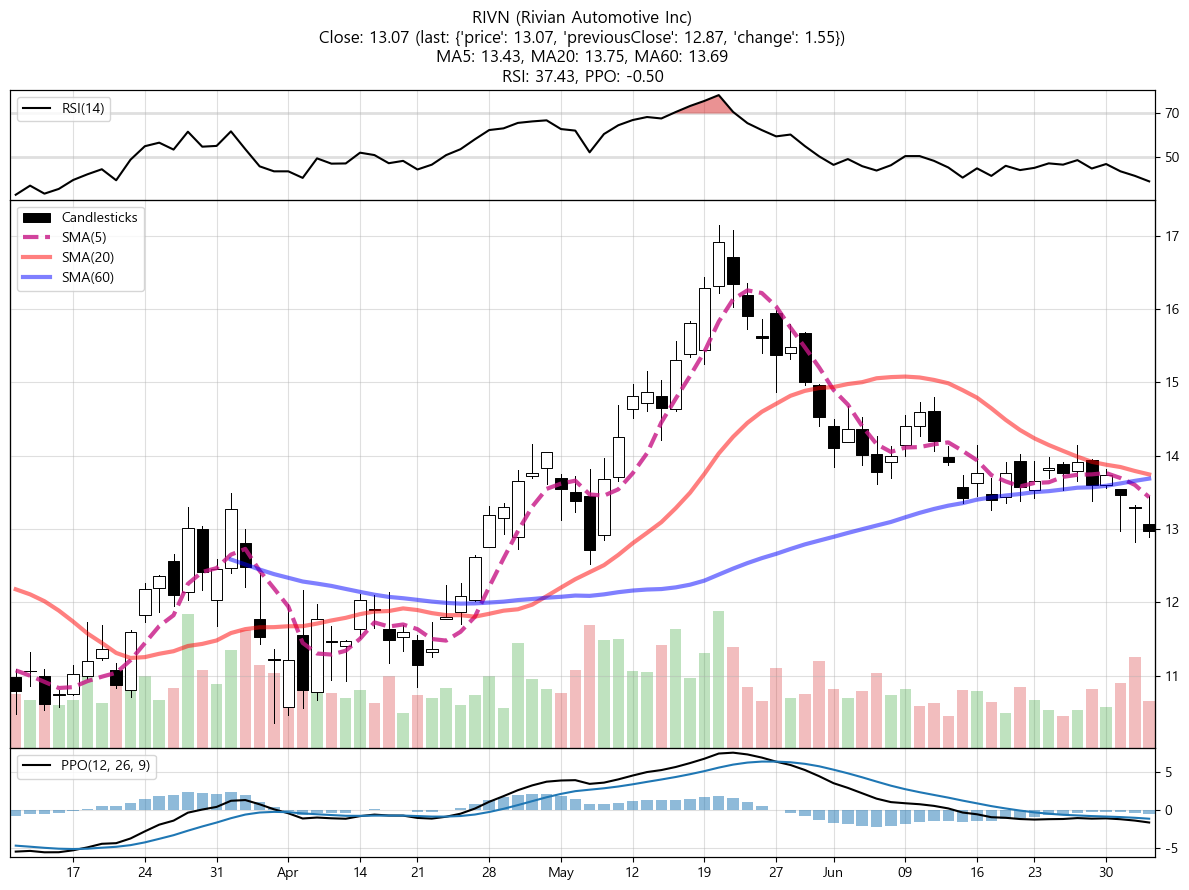 RIVN (Rivian Automotive Inc)
Close: 13.07 (last: {'price': 13.07, 'previousClose': 12.87, 'change': 1.55})
MA5: 13.43, MA20: 13.75, MA60: 13.69
RSI: 37.43, PPO: -0.50
RSI(14)
70
50
Candlesticks
SMA(5)
SMA(20)
SMA(60)
17
16
15
14
13
12
11
PPO(12, 26, 9)
5
0
-5
17 24 31 Apr 14 21 28 May 12 19 27 Jun 09 16 23 30